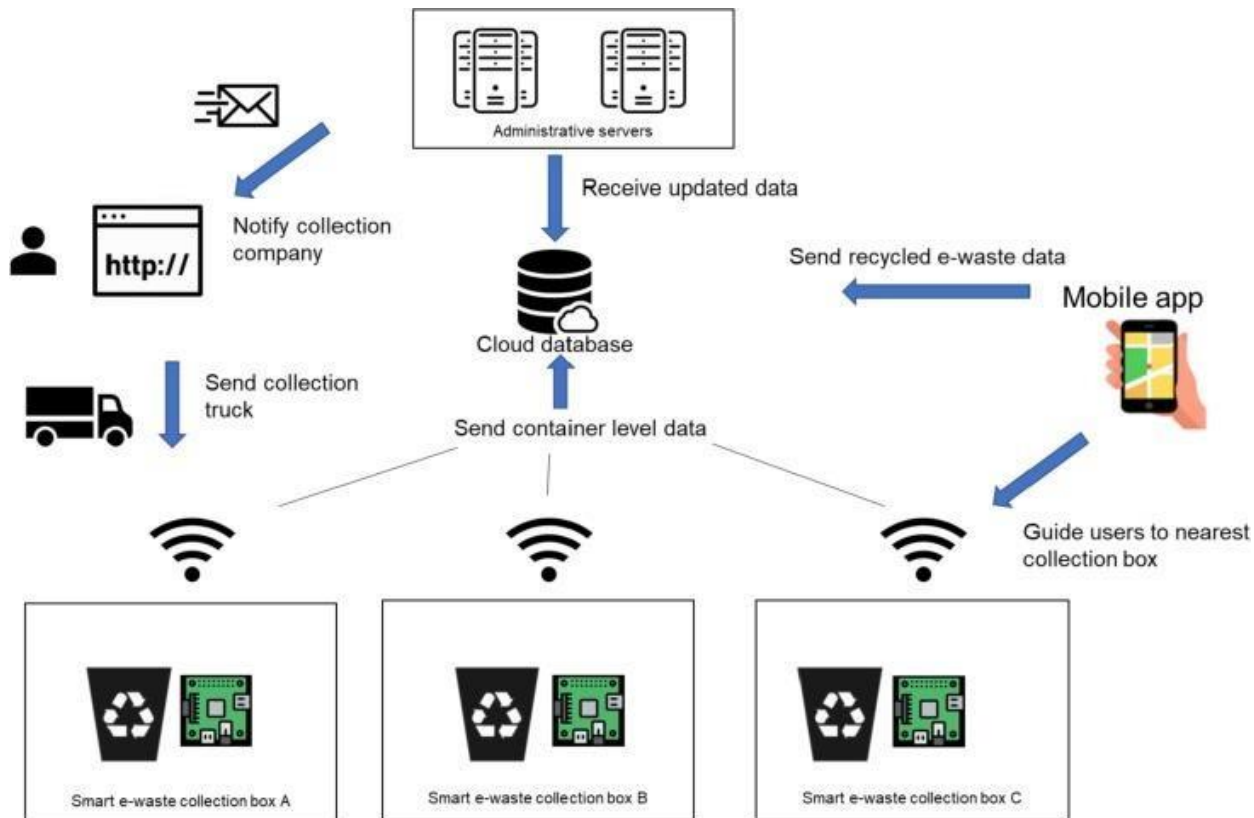 Administrative servers
Receive updated data
Notify collection
company
http://
Send recycled e-waste data
Mobile app
Cloud database
Send collection
truck
Send container level data
Guide users to nearest
collection box
Smart e-waste collection box A
Smart e-waste collection box B
Smart e-waste collection box C